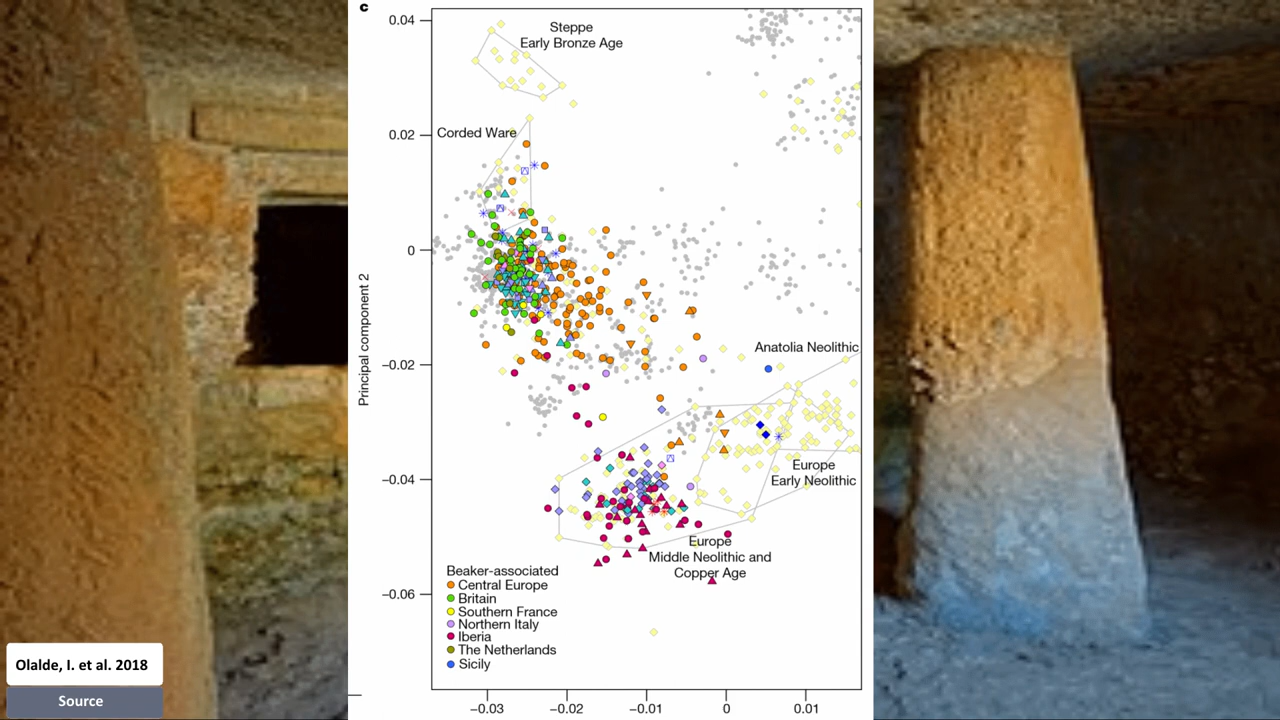 c
0.04
Steppe
Early Bronze Age
Corded Ware
0.02
0
−0.02
−0.04
−0.06
Principal component 2
Anatolia Neolithic
Europe
Early Neolithic
Europe
Middle Neolithic and
Copper Age
Beaker-associated
Central Europe
Britain
Southern France
Northern Italy
Iberia
The Netherlands
Sicily
−0.03
−0.02
−0.01
0
0.01
Olalde, I. et al. 2018
Source